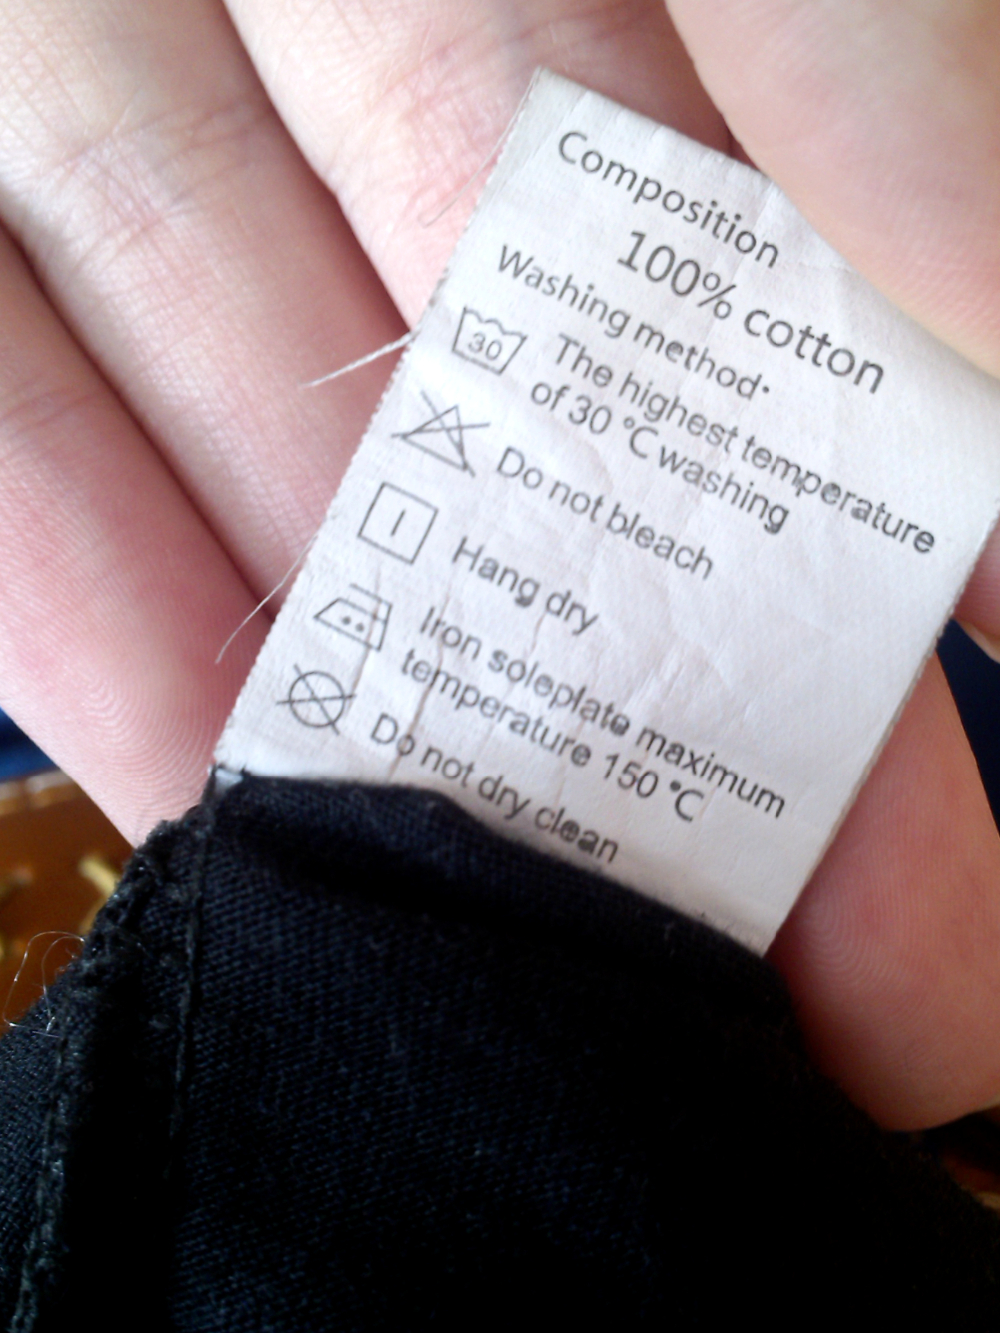 Composition
100% cotton
Washing method·
30
The highest temperature
of 30 °C washing
Do not bleach
Hang dry
Iron soleplate maximum
temperature 150 °C
Do not dry clean